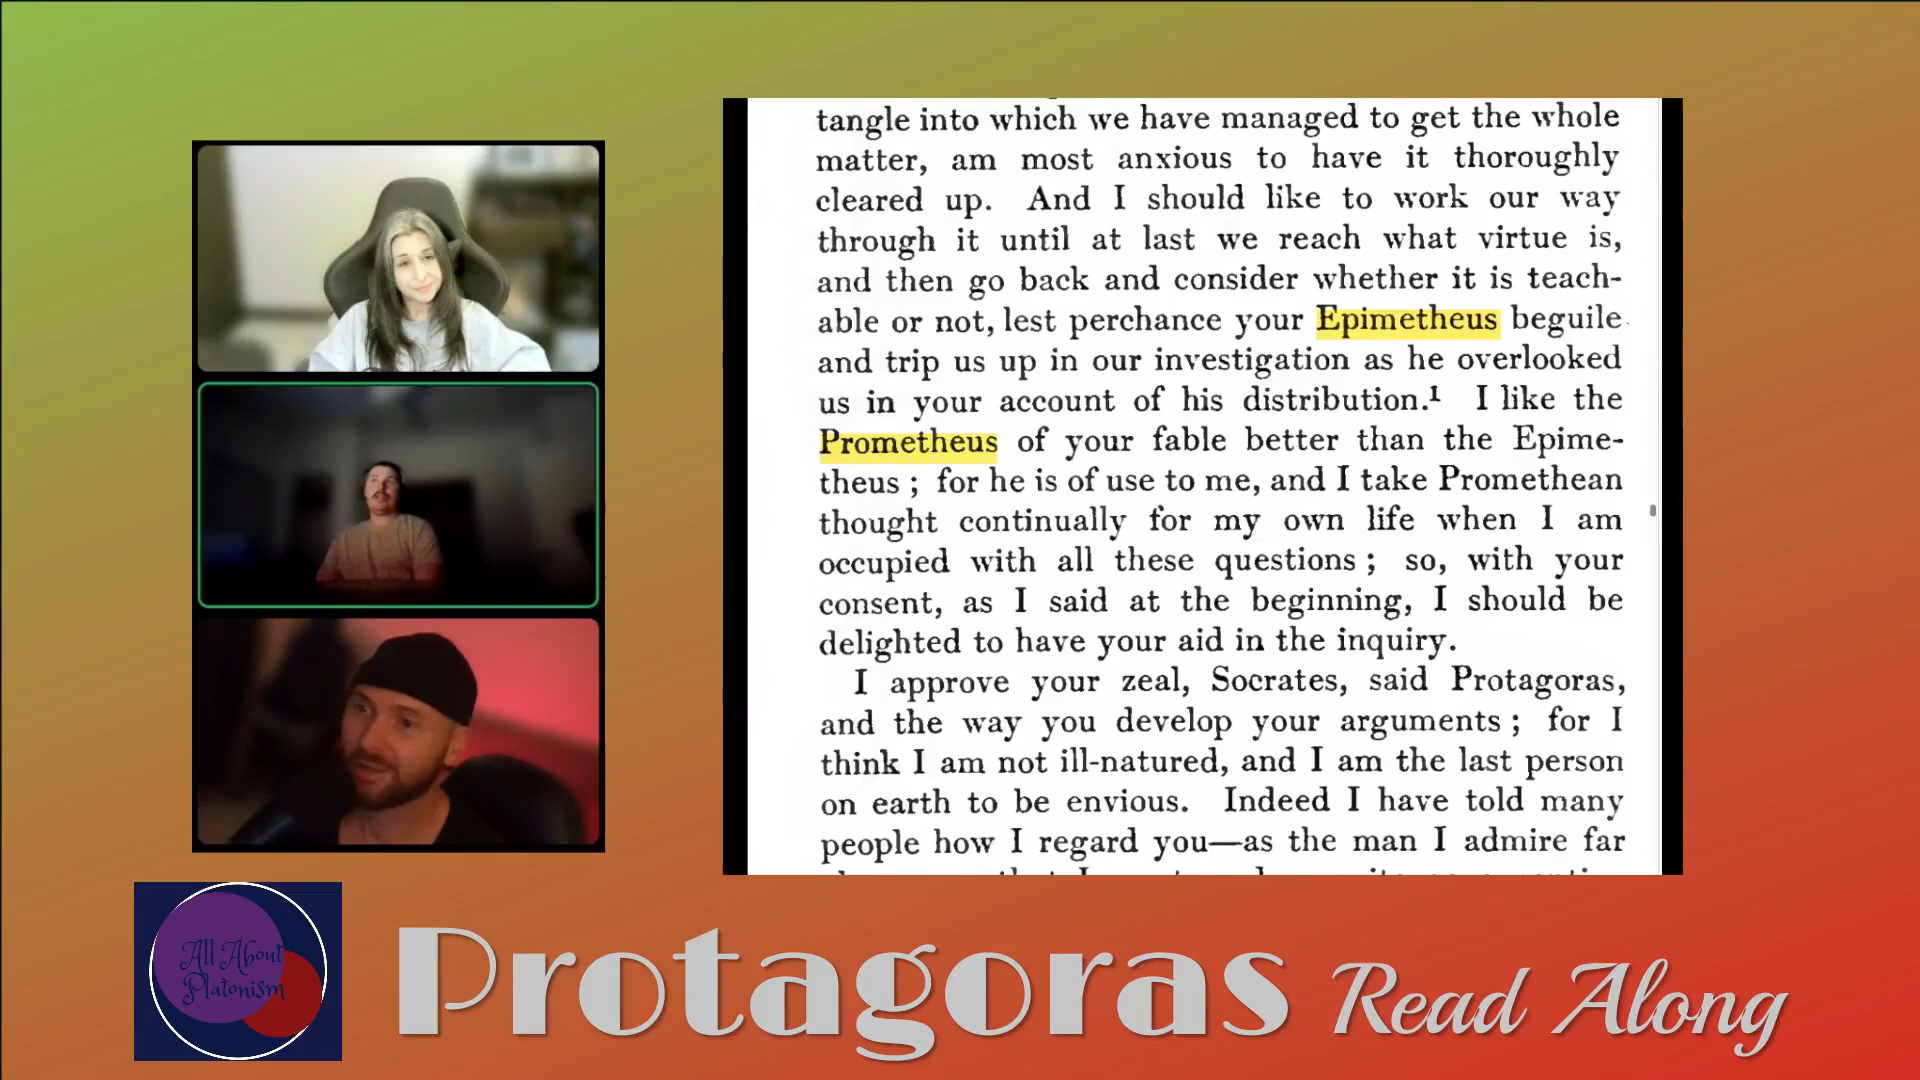 tangle into which we have managed to get the whole
matter, am most anxious to have it thoroughly
cleared up. And I should like to work our way
through it until at last we reach what virtue is,
and then go back and consider whether it is teach-
able or not, lest perchance your Epimetheus beguile
and trip us up in our investigation as he overlooked
us in your account of his distribution.¹ I like the
Prometheus of your fable better than the Epime-
theus ; for he is of use to me, and I take Promethean
thought continually for my own life when I am
occupied with all these questions ; so, with your
consent, as I said at the beginning, I should be
delighted to have your aid in the inquiry.
I approve your zeal, Socrates, said Protagoras,
and the way you develop your arguments ; for I
think I am not ill-natured, and I am the last person
on earth to be envious. Indeed I have told many
people how I regard you—as the man I admire far
All About
Platonism
Protagoras Read Along